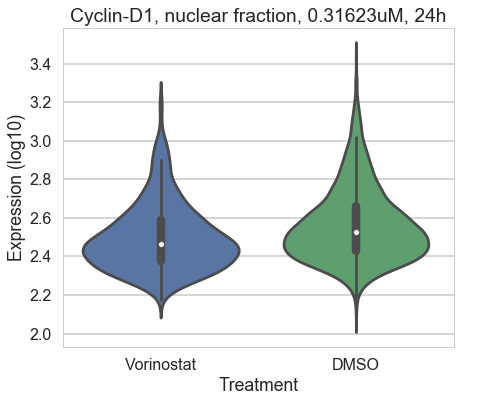 Cyclin-D1, nuclear fraction, 0.31623uM, 24h
Expression (log10)
3.4
3.2
3.0
2.8
2.6
2.4
2.2
2.0
Vorinostat DMSO
Treatment